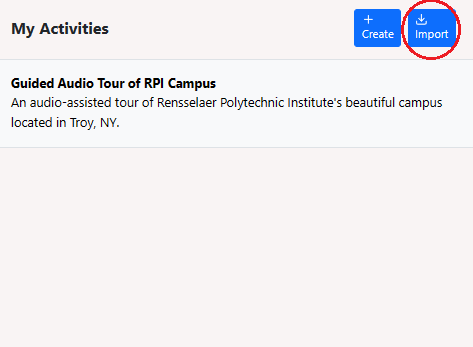 My Activities
+ Create
Import
Guided Audio Tour of RPI Campus
An audio-assisted tour of Rensselaer Polytechnic Institute's beautiful campus
located in Troy, NY.